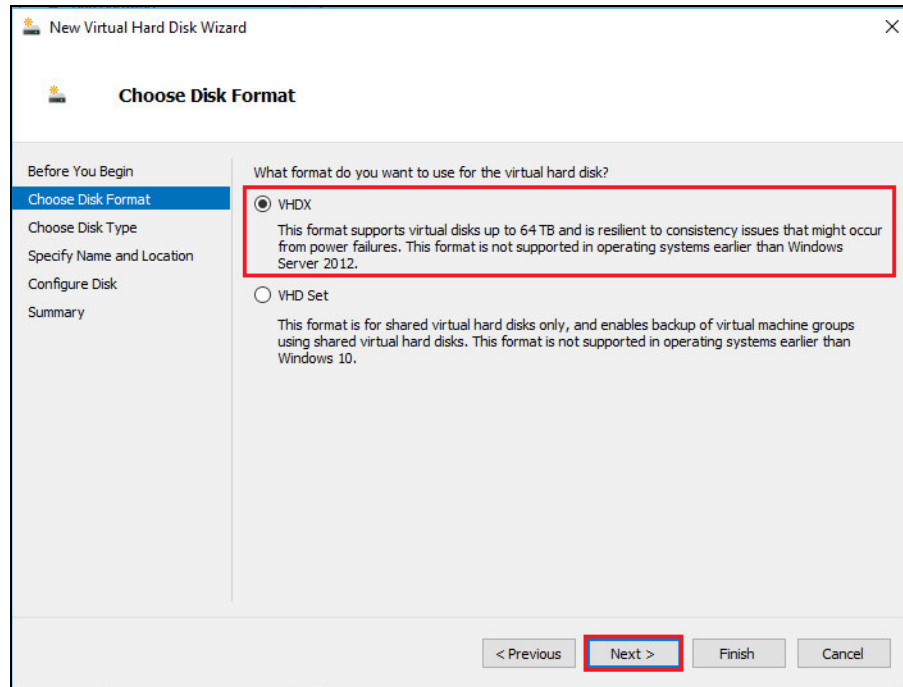 New Virtual Hard Disk Wizard
Choose Disk Format
Before You Begin
Choose Disk Format
Choose Disk Type
Specify Name and Location
Configure Disk
Summary
What format do you want to use for the virtual hard disk?
VHDX
This format supports virtual disks up to 64 TB and is resilient to consistency issues that might occur
from power failures. This format is not supported in operating systems earlier than Windows
Server 2012.
VHD Set
This format is for shared virtual hard disks only, and enables backup of virtual machine groups
using shared virtual hard disks. This format is not supported in operating systems earlier than
Windows 10.
< Previous
Next >
Finish
Cancel